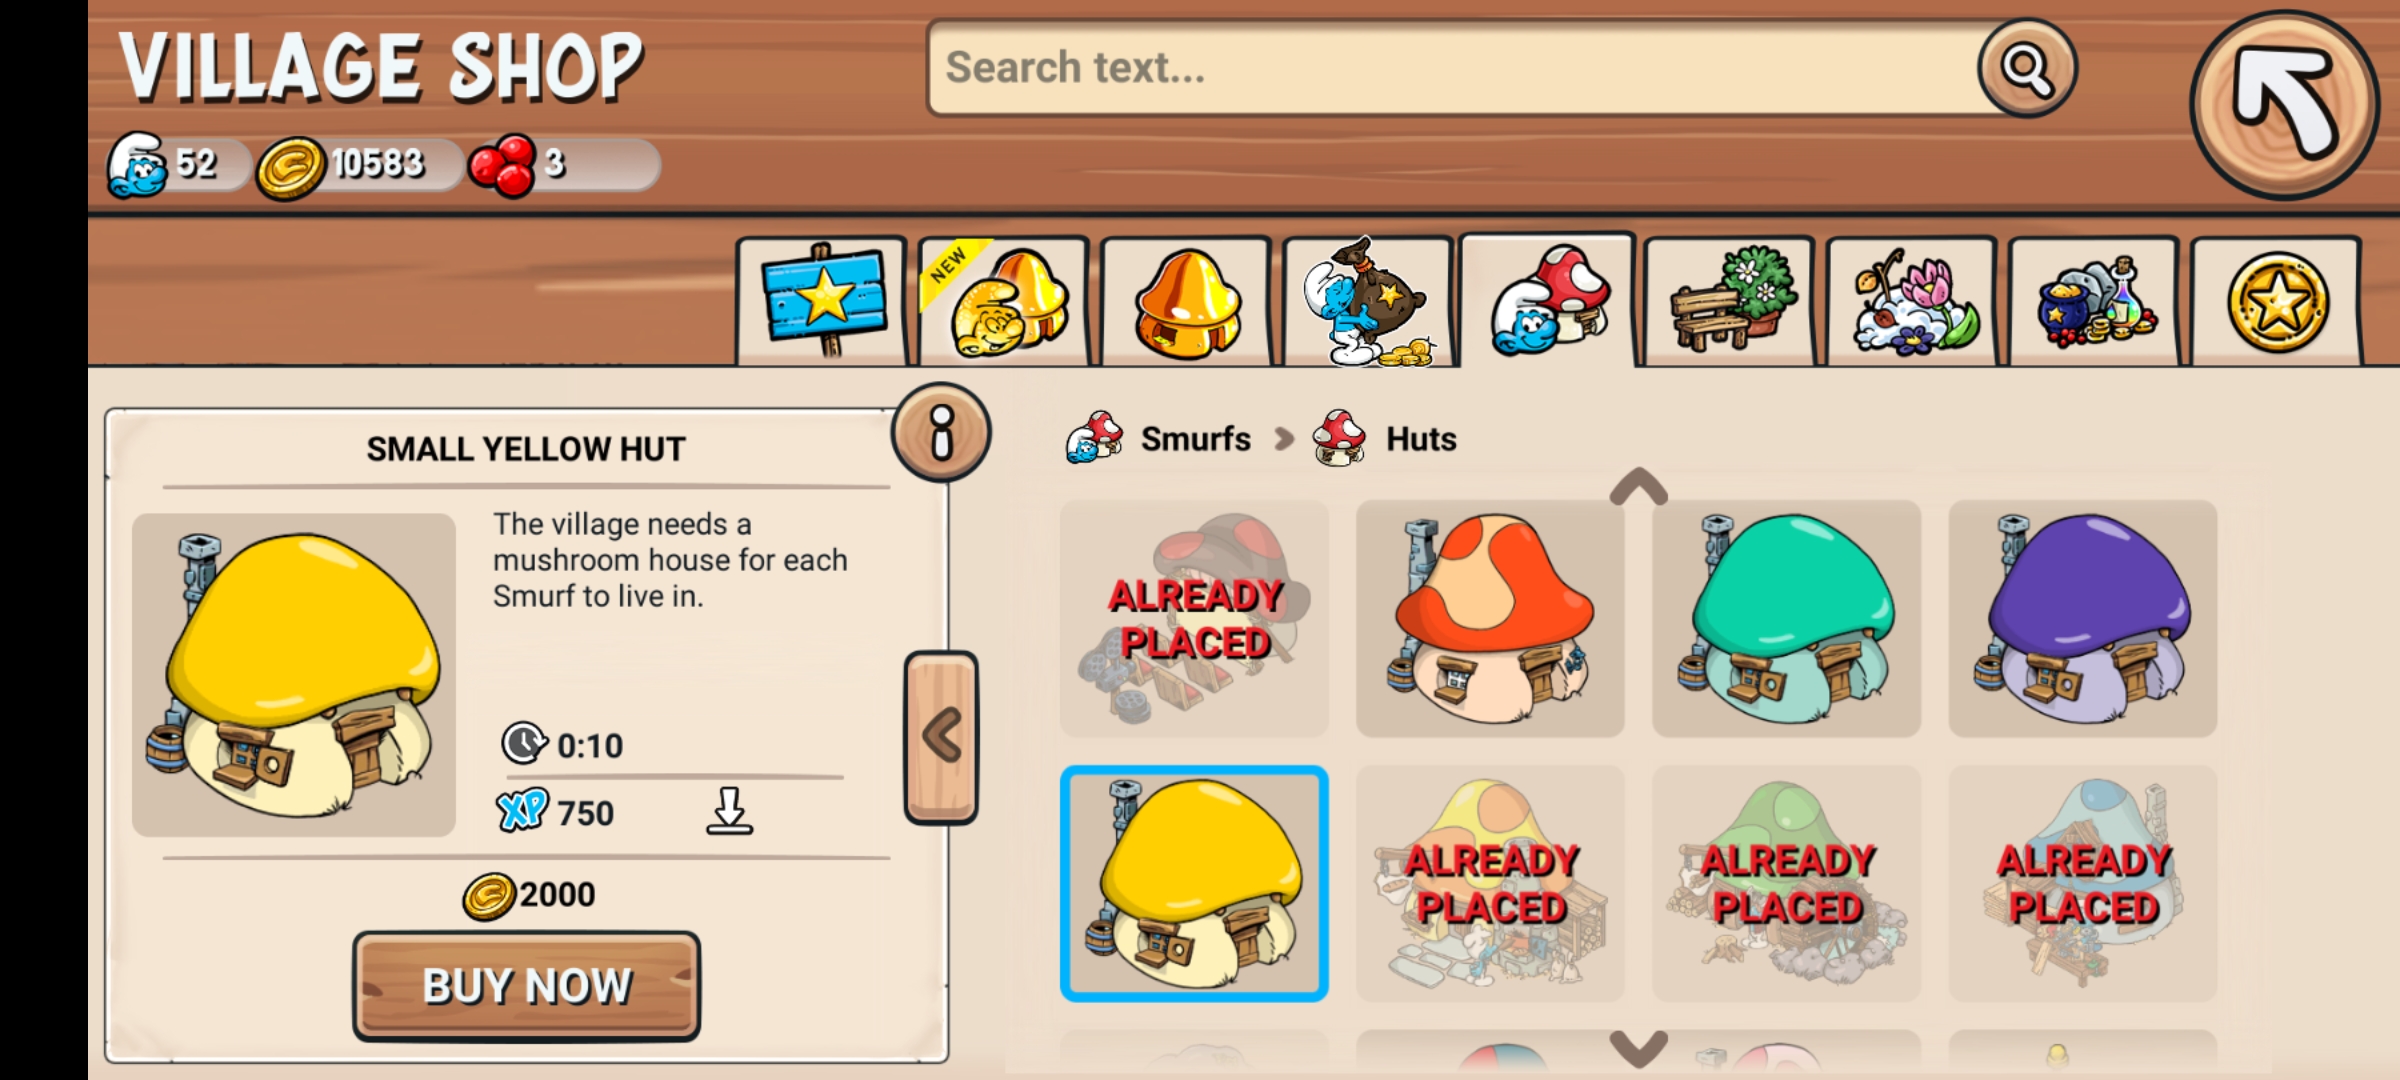 VILLAGE SHOP
Search text...
52
10583
3
NEW
SMALL YELLOW HUT
The village needs a
mushroom house for each
Smurf to live in.
0:10
XP 750
2000
BUY NOW
Smurfs > Huts
ALREADY
PLACED
ALREADY
PLACED
ALREADY
PLACED
ALREADY
PLACED